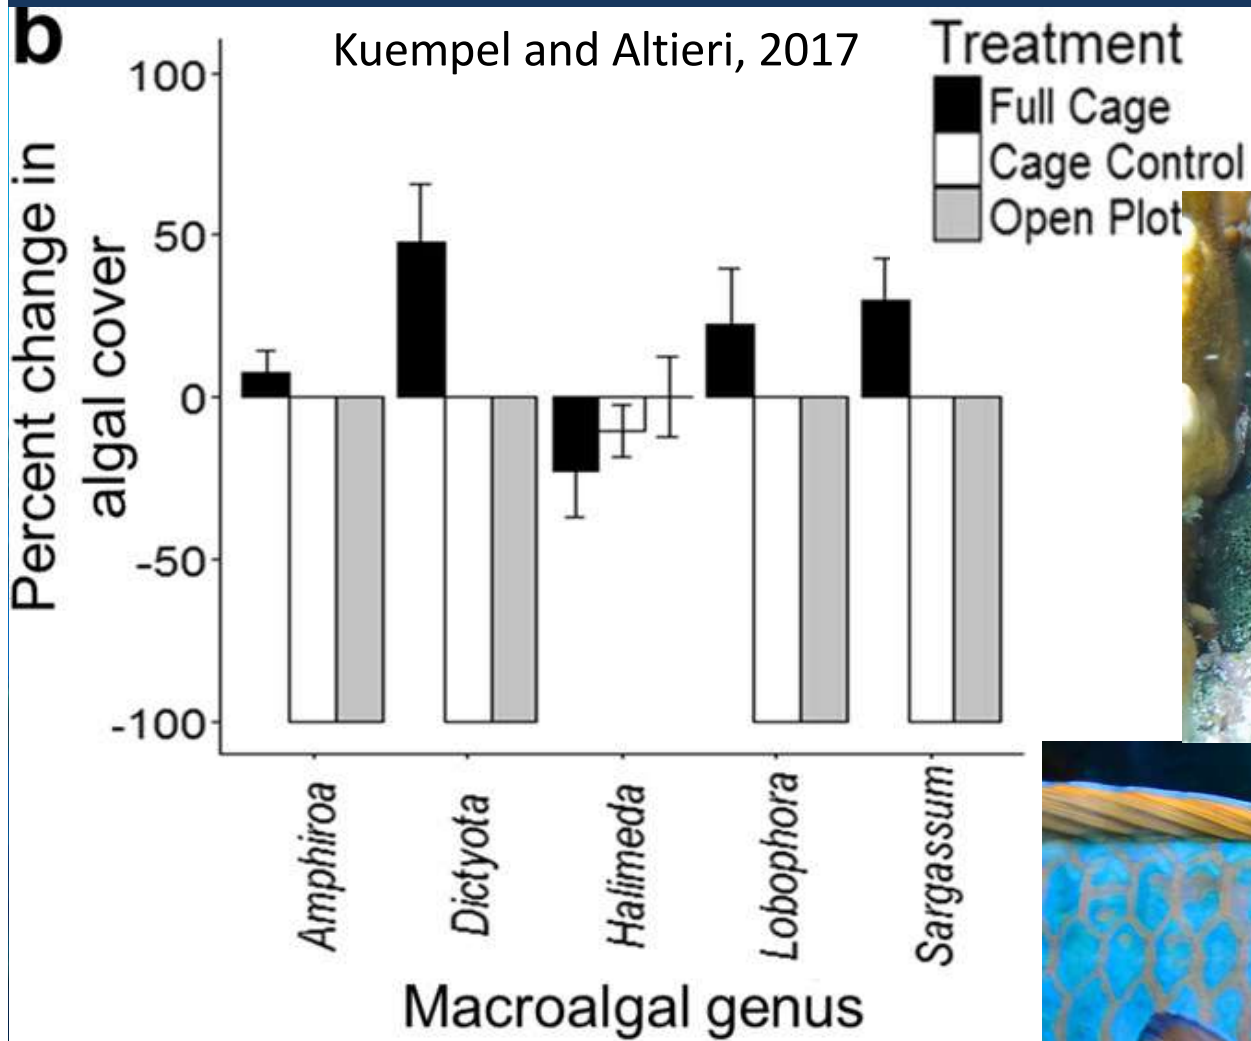 b
Kuempel and Altieri, 2017
Treatment
Full Cage
Cage Control
Open Plot
Percent change in
algal cover
100
50
0
-50
-100
Amphiroa
Dictyota
Halimeda
Lobophora
Sargassum
Macroalgal genus